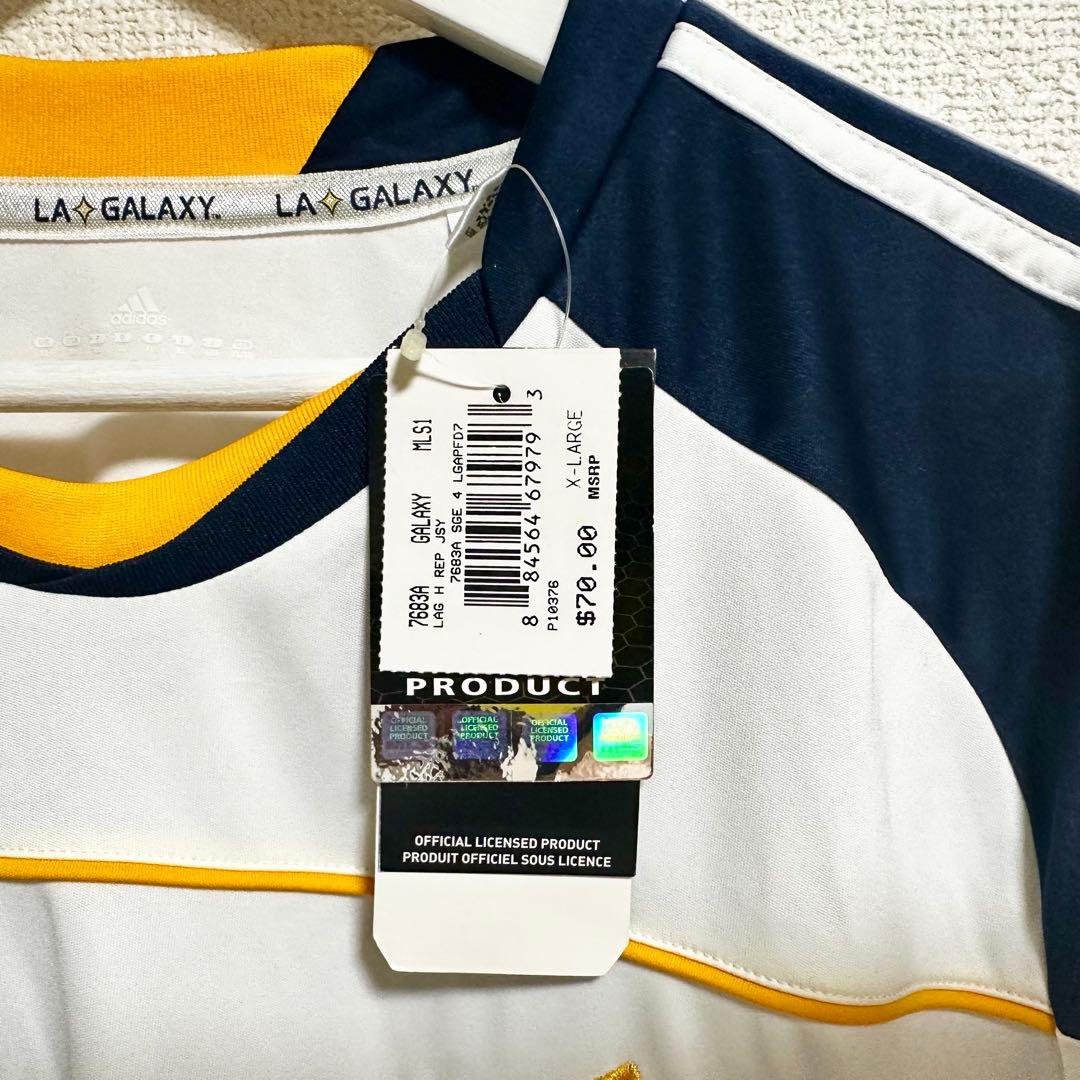 LA GALAXY™ LA GALAXY™
adidas
7683A GALAXY MLS1
LAG H REP JSY
7683A SGE 4 LGAPFD7
8 84564 67979 3
P10376
X-LARGE
$70.00 MSRP
PRODUCT
OFFICIAL LICENSED PRODUCT
OFFICIAL LICENSED PRODUCT
OFFICIAL LICENSED PRODUCT
OFFICIAL LICENSED PRODUCT
PRODUIT OFFICIEL SOUS LICENCE